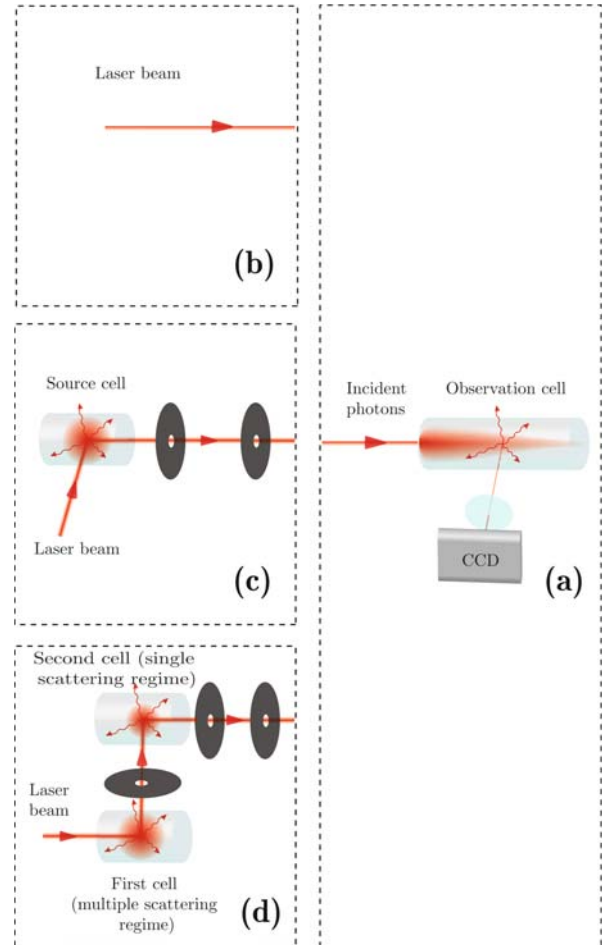 Laser beam
(b)
Source cell
Laser beam
(c)
Incident
photons
Observation cell
CCD
(a)
Second cell (single
scattering regime)
Laser
beam
First cell
(multiple scattering
regime)
(d)